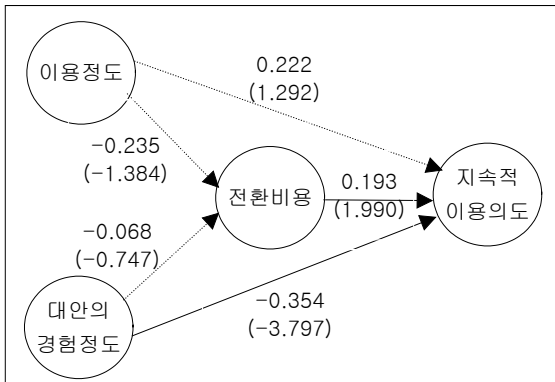 이용정도
0.222
(1.292)
-0.235
(-1.384)
전환비용
0.193
(1.990)
지속적
이용의도
-0.068
(-0.747)
대안의
경험정도
-0.354
(-3.797)